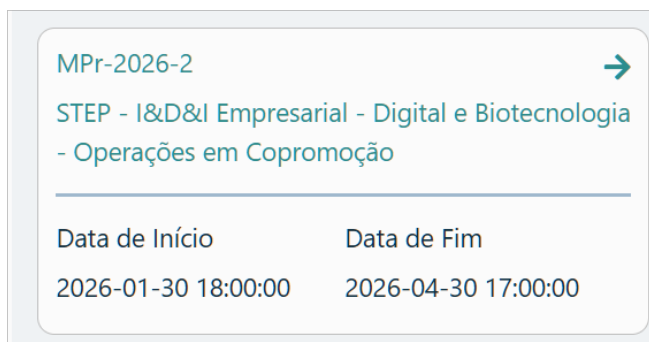 MPr-2026-2
STEP - I&D&I Empresarial - Digital e Biotecnologia
- Operações em Copromoção
Data de Início
Data de Fim
2026-01-30 18:00:00
2026-04-30 17:00:00